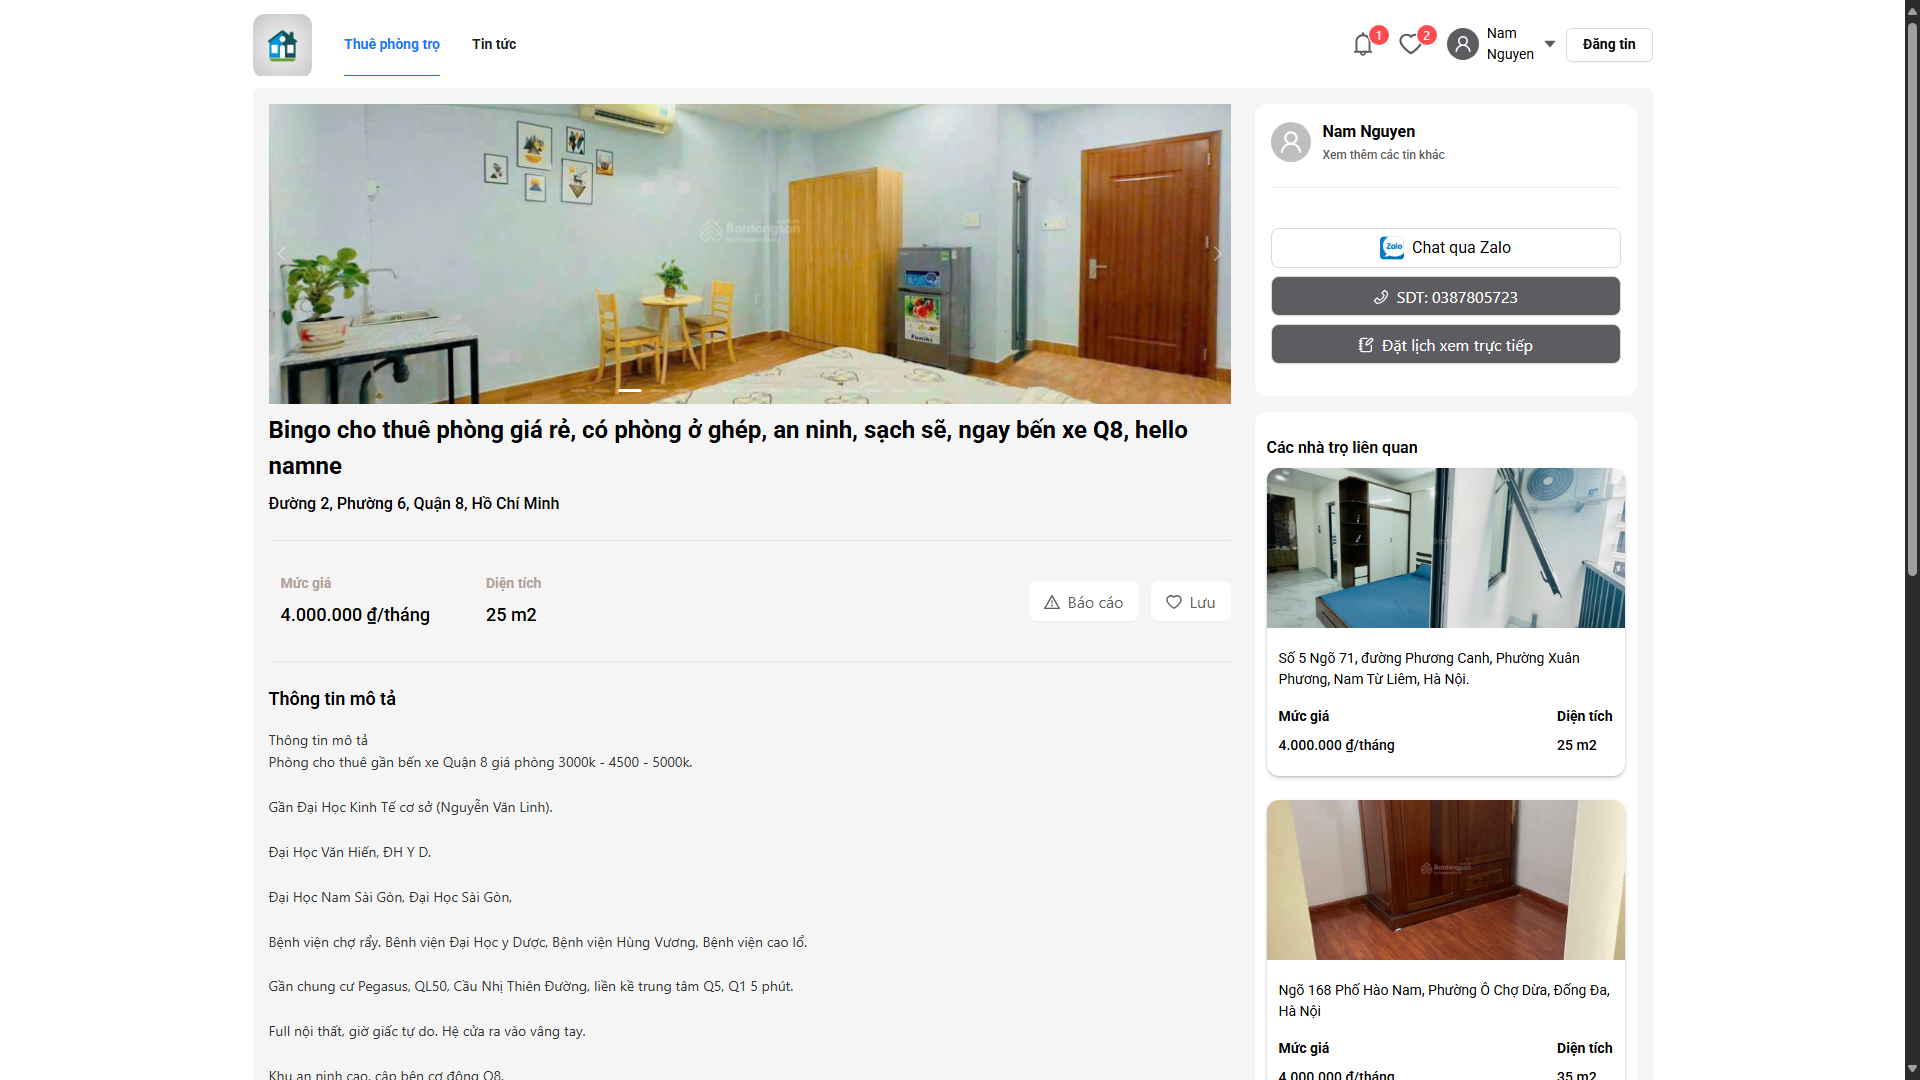 Thuê phòng trọ
Tin tức
1
2
Nam
Nguyen
Đăng tin
Batdongsan
Funiki
Bingo cho thuê phòng giá rẻ, có phòng ở ghép, an ninh, sạch sẽ, ngay bến xe Q8, hello
namne
Đường 2, Phường 6, Quận 8, Hồ Chí Minh
Mức giá
Diện tích
4.000.000 ₫/tháng
25 m2
Báo cáo
Lưu
Thông tin mô tả
Thông tin mô tả
Phòng cho thuê gần bến xe Quận 8 giá phòng 3000k - 4500 - 5000k.
Gần Đại Học Kinh Tế cơ sở (Nguyễn Văn Linh).
Đại Học Văn Hiến, ĐH Y D.
Đại Học Nam Sài Gòn, Đại Học Sài Gòn,
Bệnh viện chợ rẩy. Bênh viện Đại Học y Dược, Bệnh viện Hùng Vương, Bệnh viện cao lổ.
Gần chung cư Pegasus, QL50, Cầu Nhị Thiên Đường, liền kề trung tâm Q5, Q1 5 phút.
Full nội thất, giờ giấc tự do. Hệ cửa ra vào vâng tay.
Khu an ninh cao, cập bên cơ động Q8.
Nam Nguyen
Xem thêm các tin khác
Zalo
Chat qua Zalo
SDT: 0387805723
Đặt lịch xem trực tiếp
Các nhà trọ liên quan
Số 5 Ngõ 71, đường Phương Canh, Phường Xuân
Phương, Nam Từ Liêm, Hà Nội.
Mức giá
Diện tích
4.000.000 ₫/tháng
25 m2
Batdongsan
Ngõ 168 Phố Hào Nam, Phường Ô Chợ Dừa, Đống Đa,
Hà Nội
Mức giá
Diện tích
4.000.000 ₫/tháng
35 m2